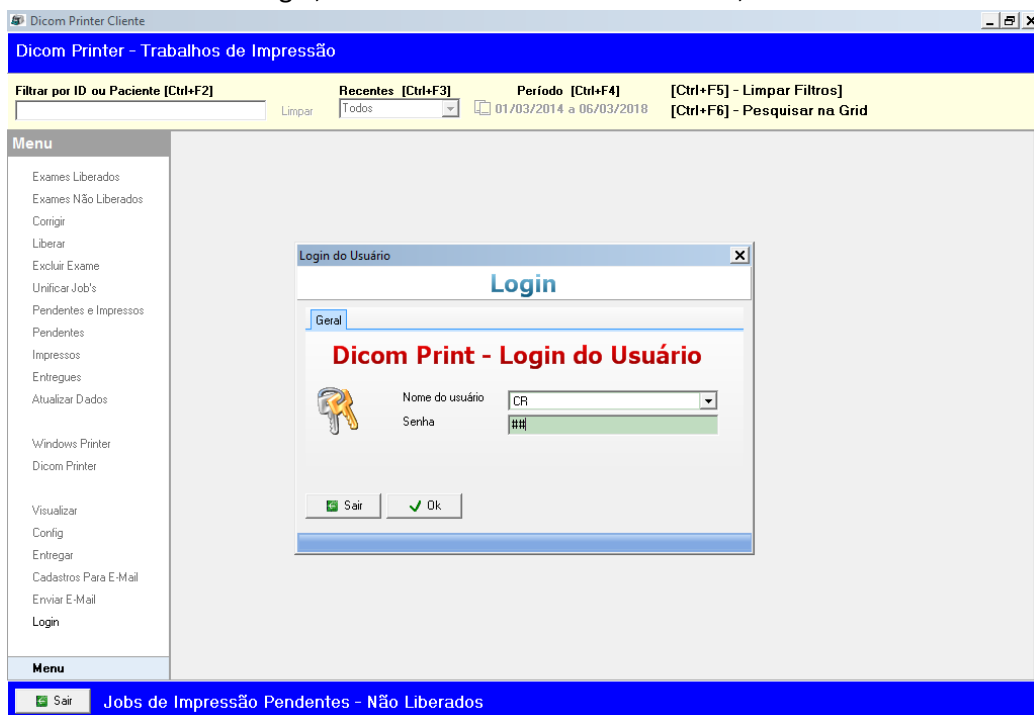 Dicom Printer Cliente
Dicom Printer - Trabalhos de Impressão
Filtrar por ID ou Paciente [Ctrl+F2]
Limpar
Recentes [Ctrl+F3]
Todos
Período [Ctrl+F4]
01/03/2014 a 06/03/2018
[Ctrl+F5] - Limpar Filtros]
[Ctrl+F6] - Pesquisar na Grid
Menu
Exames Liberados
Exames Não Liberados
Corrigir
Liberar
Excluir Exame
Unificar Job's
Pendentes e Impressos
Pendentes
Impressos
Entregues
Atualizar Dados
Windows Printer
Dicom Printer
Visualizar
Config
Entregar
Cadastros Para E-Mail
Enviar E-Mail
Login
Menu
Login do Usuário
Login
Geral
Dicom Print - Login do Usuário
Nome do usuário CR
Senha ##
Sair Ok
Sair Jobs de Impressão Pendentes - Não Liberados